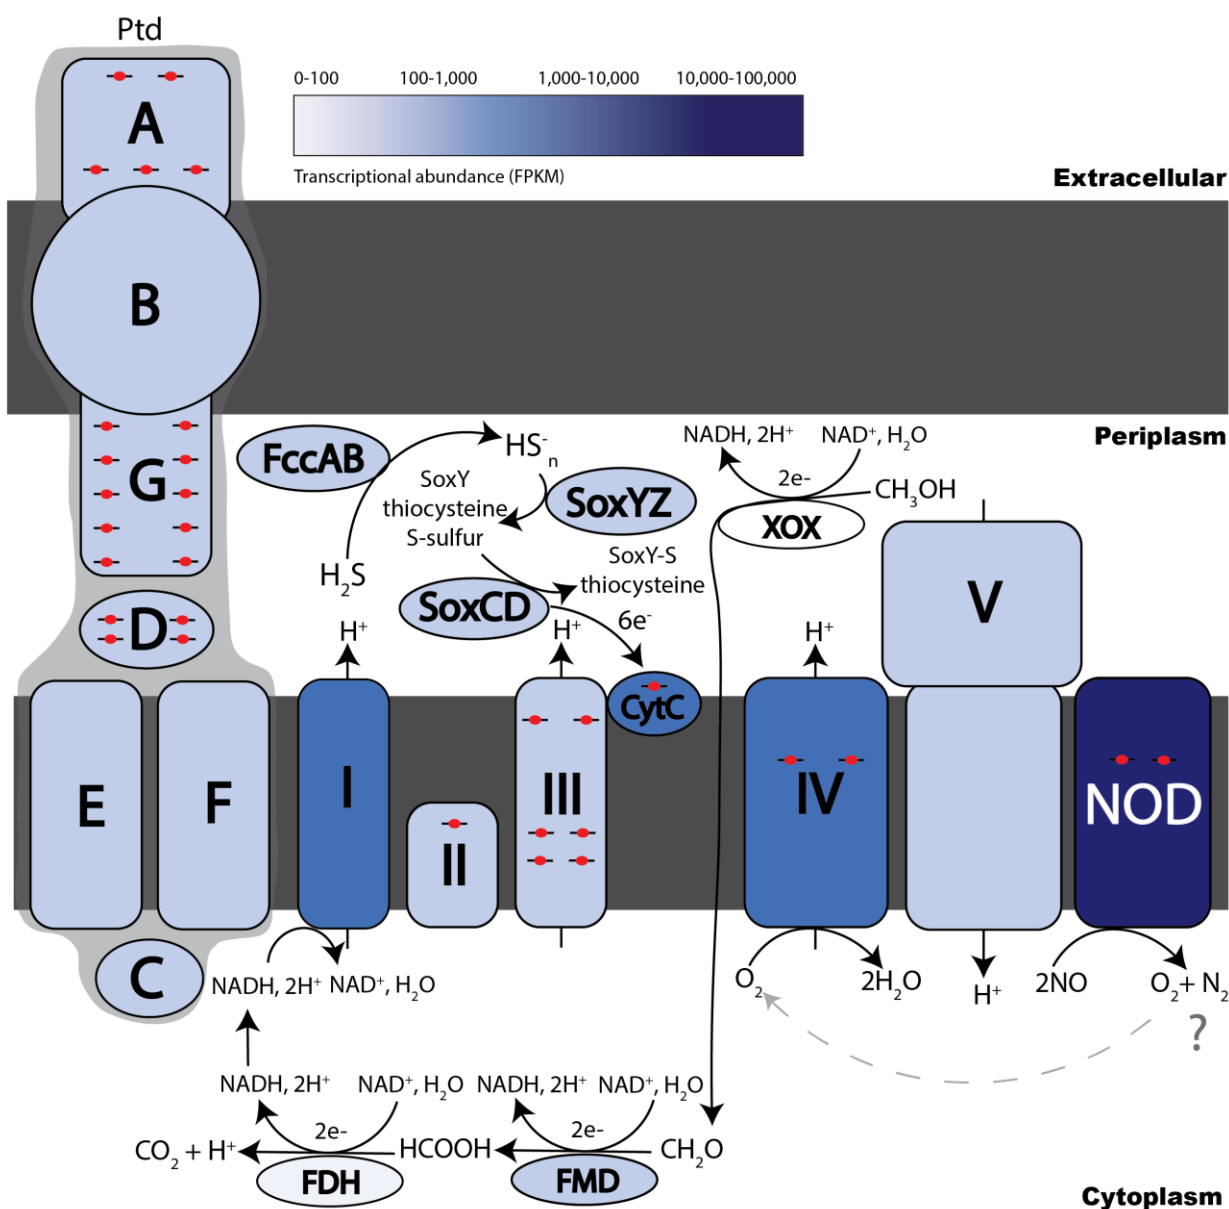 Ptd
0-100 100-1,000 1,000-10,000 10,000-100,000
Transcriptional abundance (FPKM)
Extracellular
A
B
Periplasm
G
FccAB
HS⁻ₙ
SoxY
thiocysteine
S-sulfur
SoxYZ
H₂S
SoxCD
SoxY-S
thiocysteine
6e⁻
CytC
NADH, 2H⁺ NAD⁺, H₂O
2e-
CH₃OH
XOX
D
H⁺
H⁺
H⁺
V
E
F
I
II
III
IV
NOD
C
NADH, 2H⁺ NAD⁺, H₂O
O₂ 2H₂O
H⁺
2NO O₂+ N₂
?
NADH, 2H⁺ NAD⁺, H₂O NADH, 2H⁺ NAD⁺, H₂O
2e- 2e-
CO₂ + H⁺ HCOOH CH₂O
FDH FMD
Cytoplasm